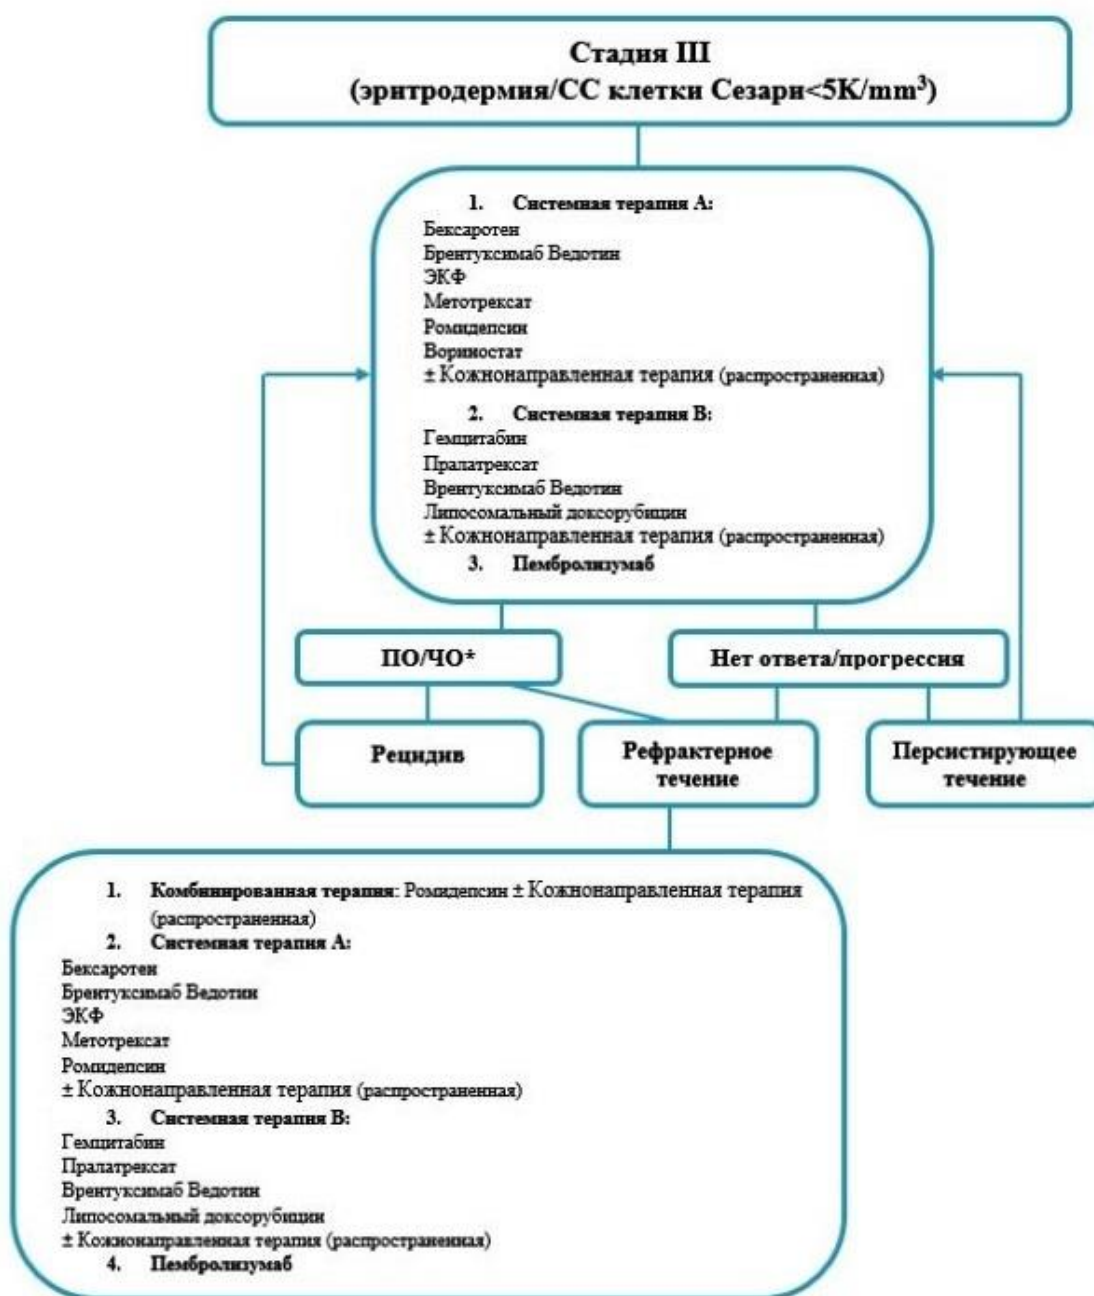 Стадия III
(эритродермия/СС клетки Сезари<5K/mm³)
1. Системная терапия А:
Бексаротен
Брентуксимаб Ведотин
ЭКФ
Метотрексат
Ромидепсин
Вориностат
± Кожнонаправленная терапия (распространенная)
2. Системная терапия В:
Гемцитабин
Пралатрексат
Врентуксимаб Ведотин
Липосомальный доксорубицин
± Кожнонаправленная терапия (распространенная)
3. Пембролизумаб
ПО/ЧО*
Нет ответа/прогрессия
Рецидив
Рефрактерное
течение
Персистирующее
течение
1. Комбинированная терапия: Ромидепсин ± Кожнонаправленная терапия
(распространенная)
2. Системная терапия А:
Бексаротен
Брентуксимаб Ведотин
ЭКФ
Метотрексат
Ромидепсин
± Кожнонаправленная терапия (распространенная)
3. Системная терапия В:
Гемцитабин
Пралатрексат
Врентуксимаб Ведотин
Липосомальный доксорубицин
± Кожнонаправленная терапия (распространенная)
4. Пембролизумаб